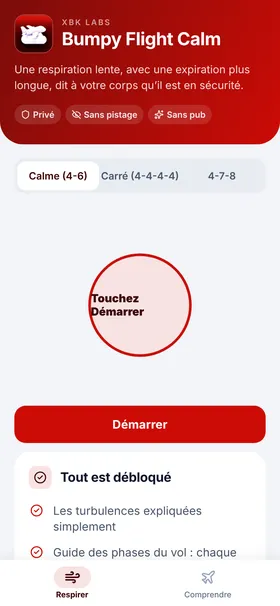 XBK LABS
Bumpy Flight Calm
Une respiration lente, avec une expiration plus
longue, dit à votre corps qu'il est en sécurité.
Privé
Sans pistage
Sans pub
Calme (4-6)
Carré (4-4-4-4)
4-7-8
Touchez
Démarrer
Démarrer
Tout est débloqué
Les turbulences expliquées
simplement
Guide des phases du vol : chaque
Respirer
Comprendre